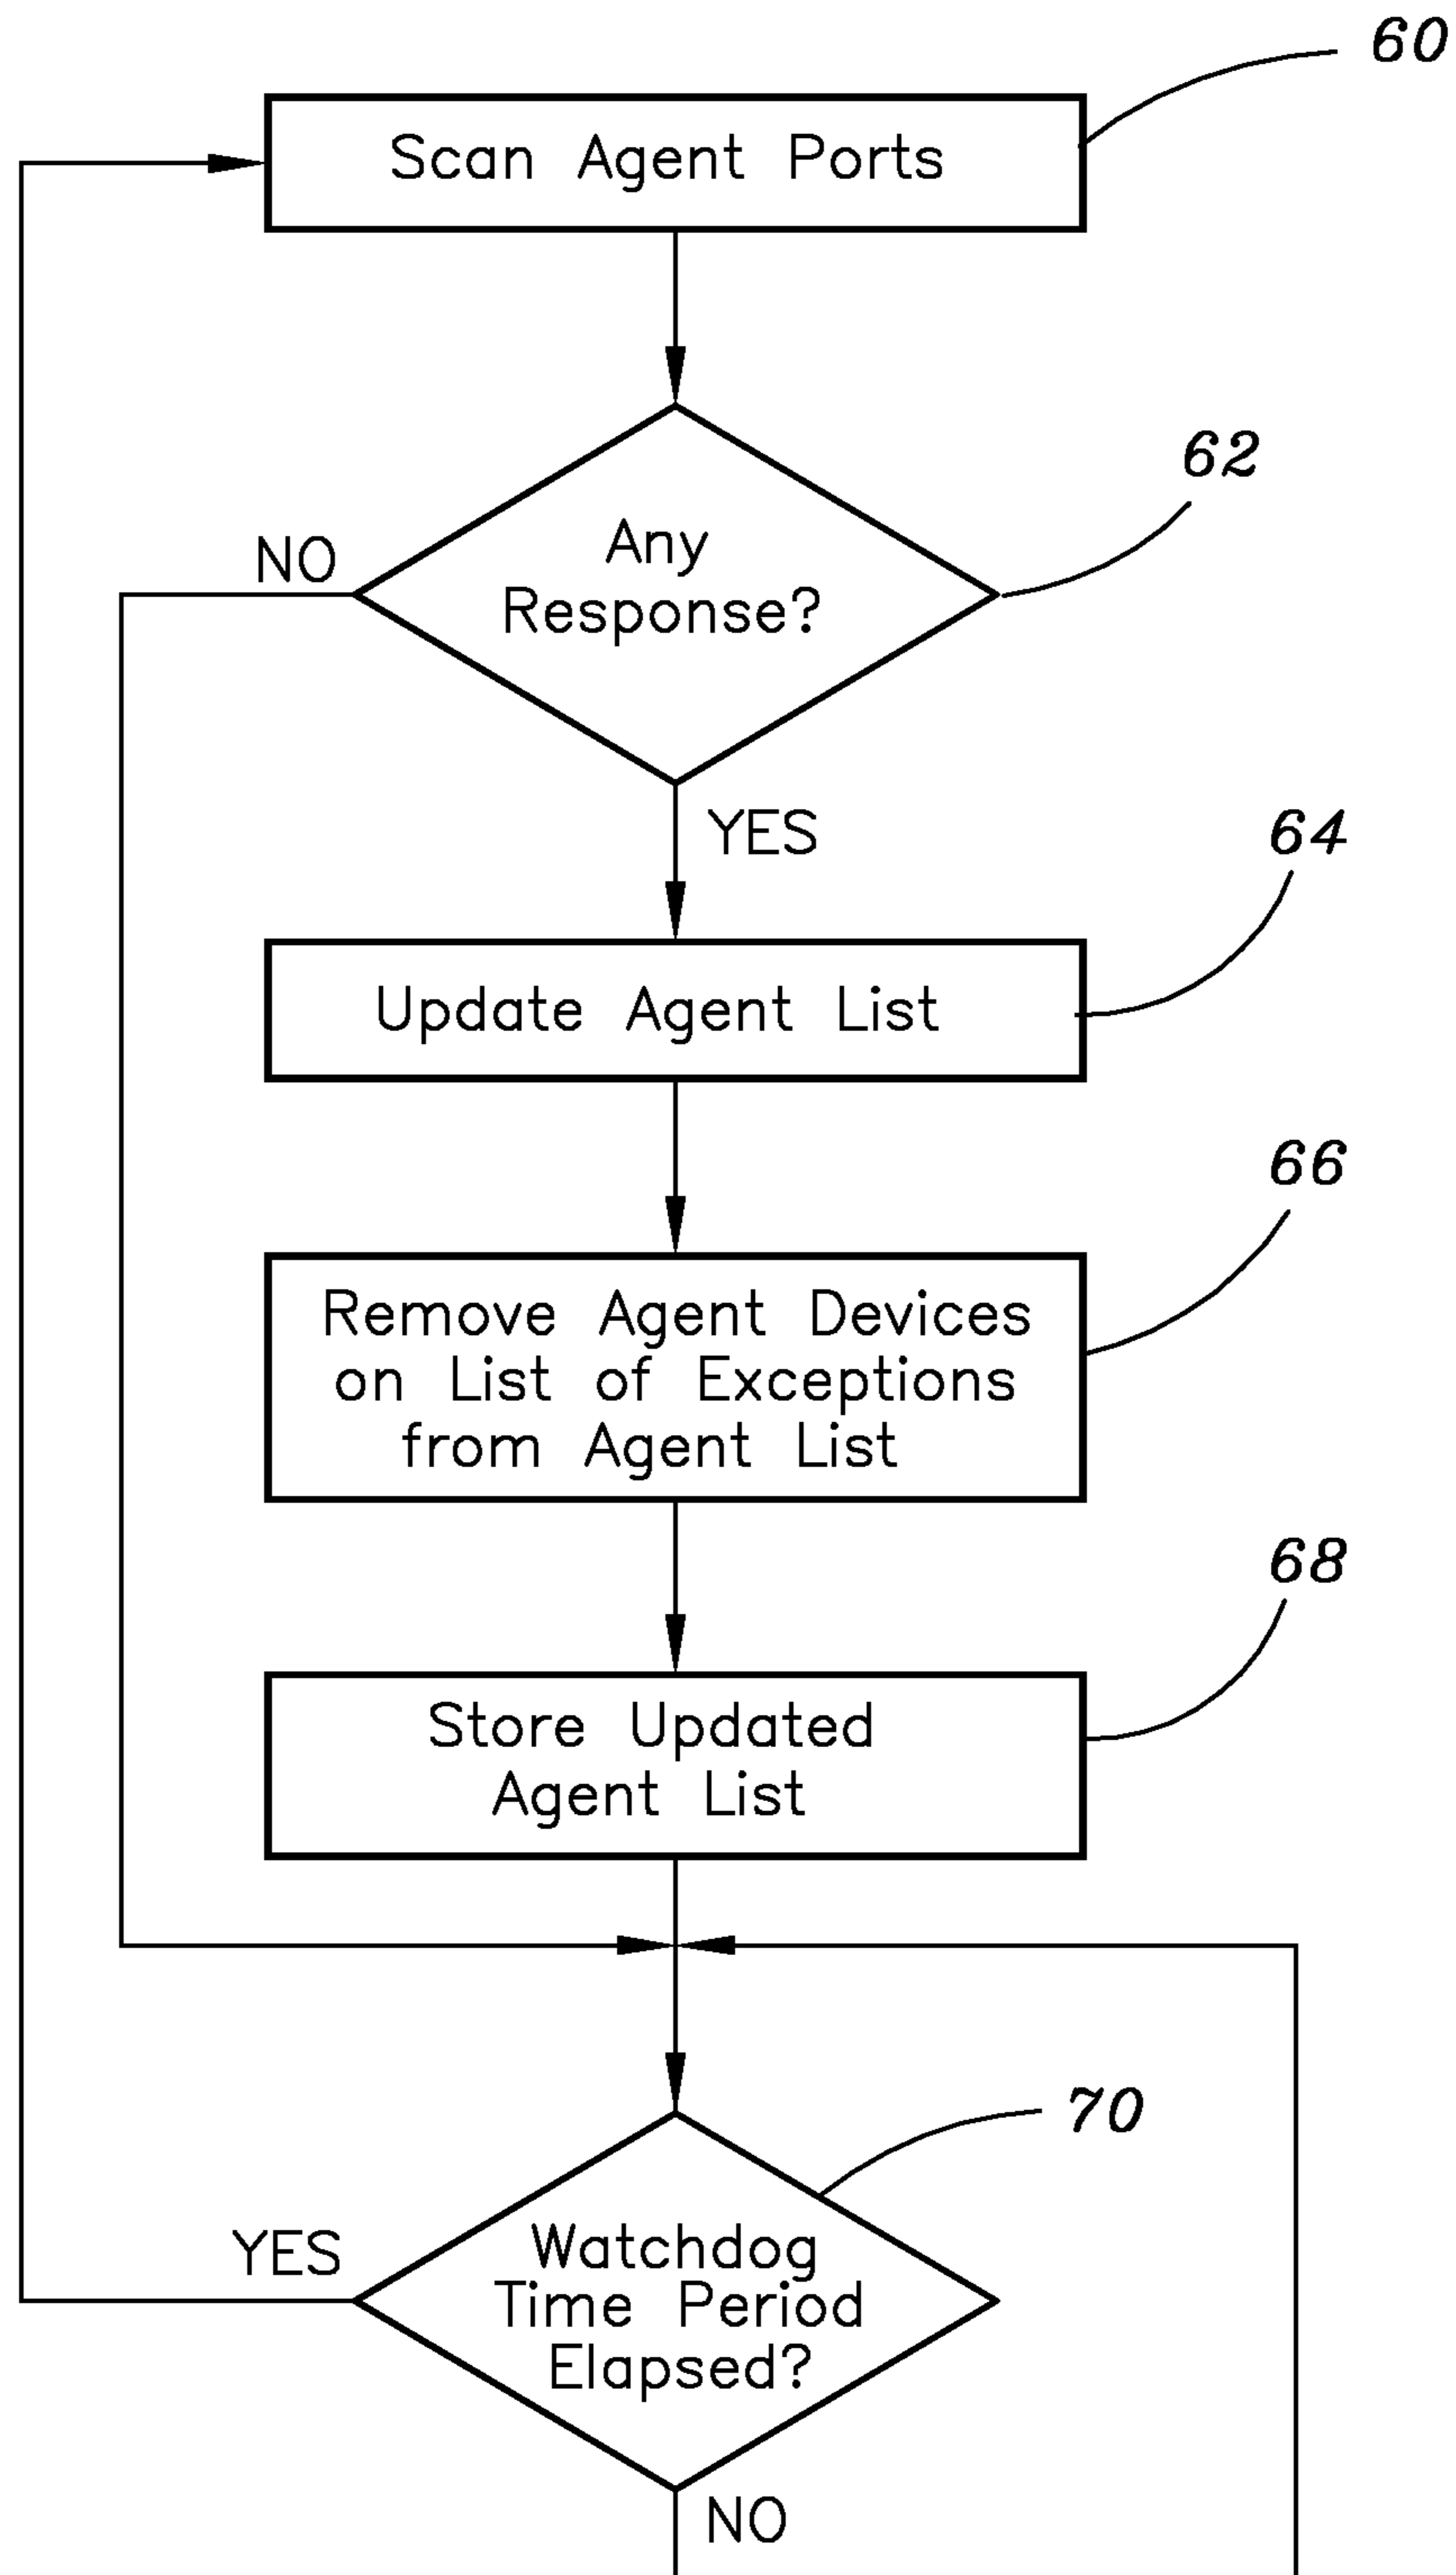 60
Scan Agent Ports
62
Any
Response?
NO
YES
64
Update Agent List
66
Remove Agent Devices
on List of Exceptions
from Agent List
68
Store Updated
Agent List
70
YES
Watchdog
Time Period
Elapsed?
NO